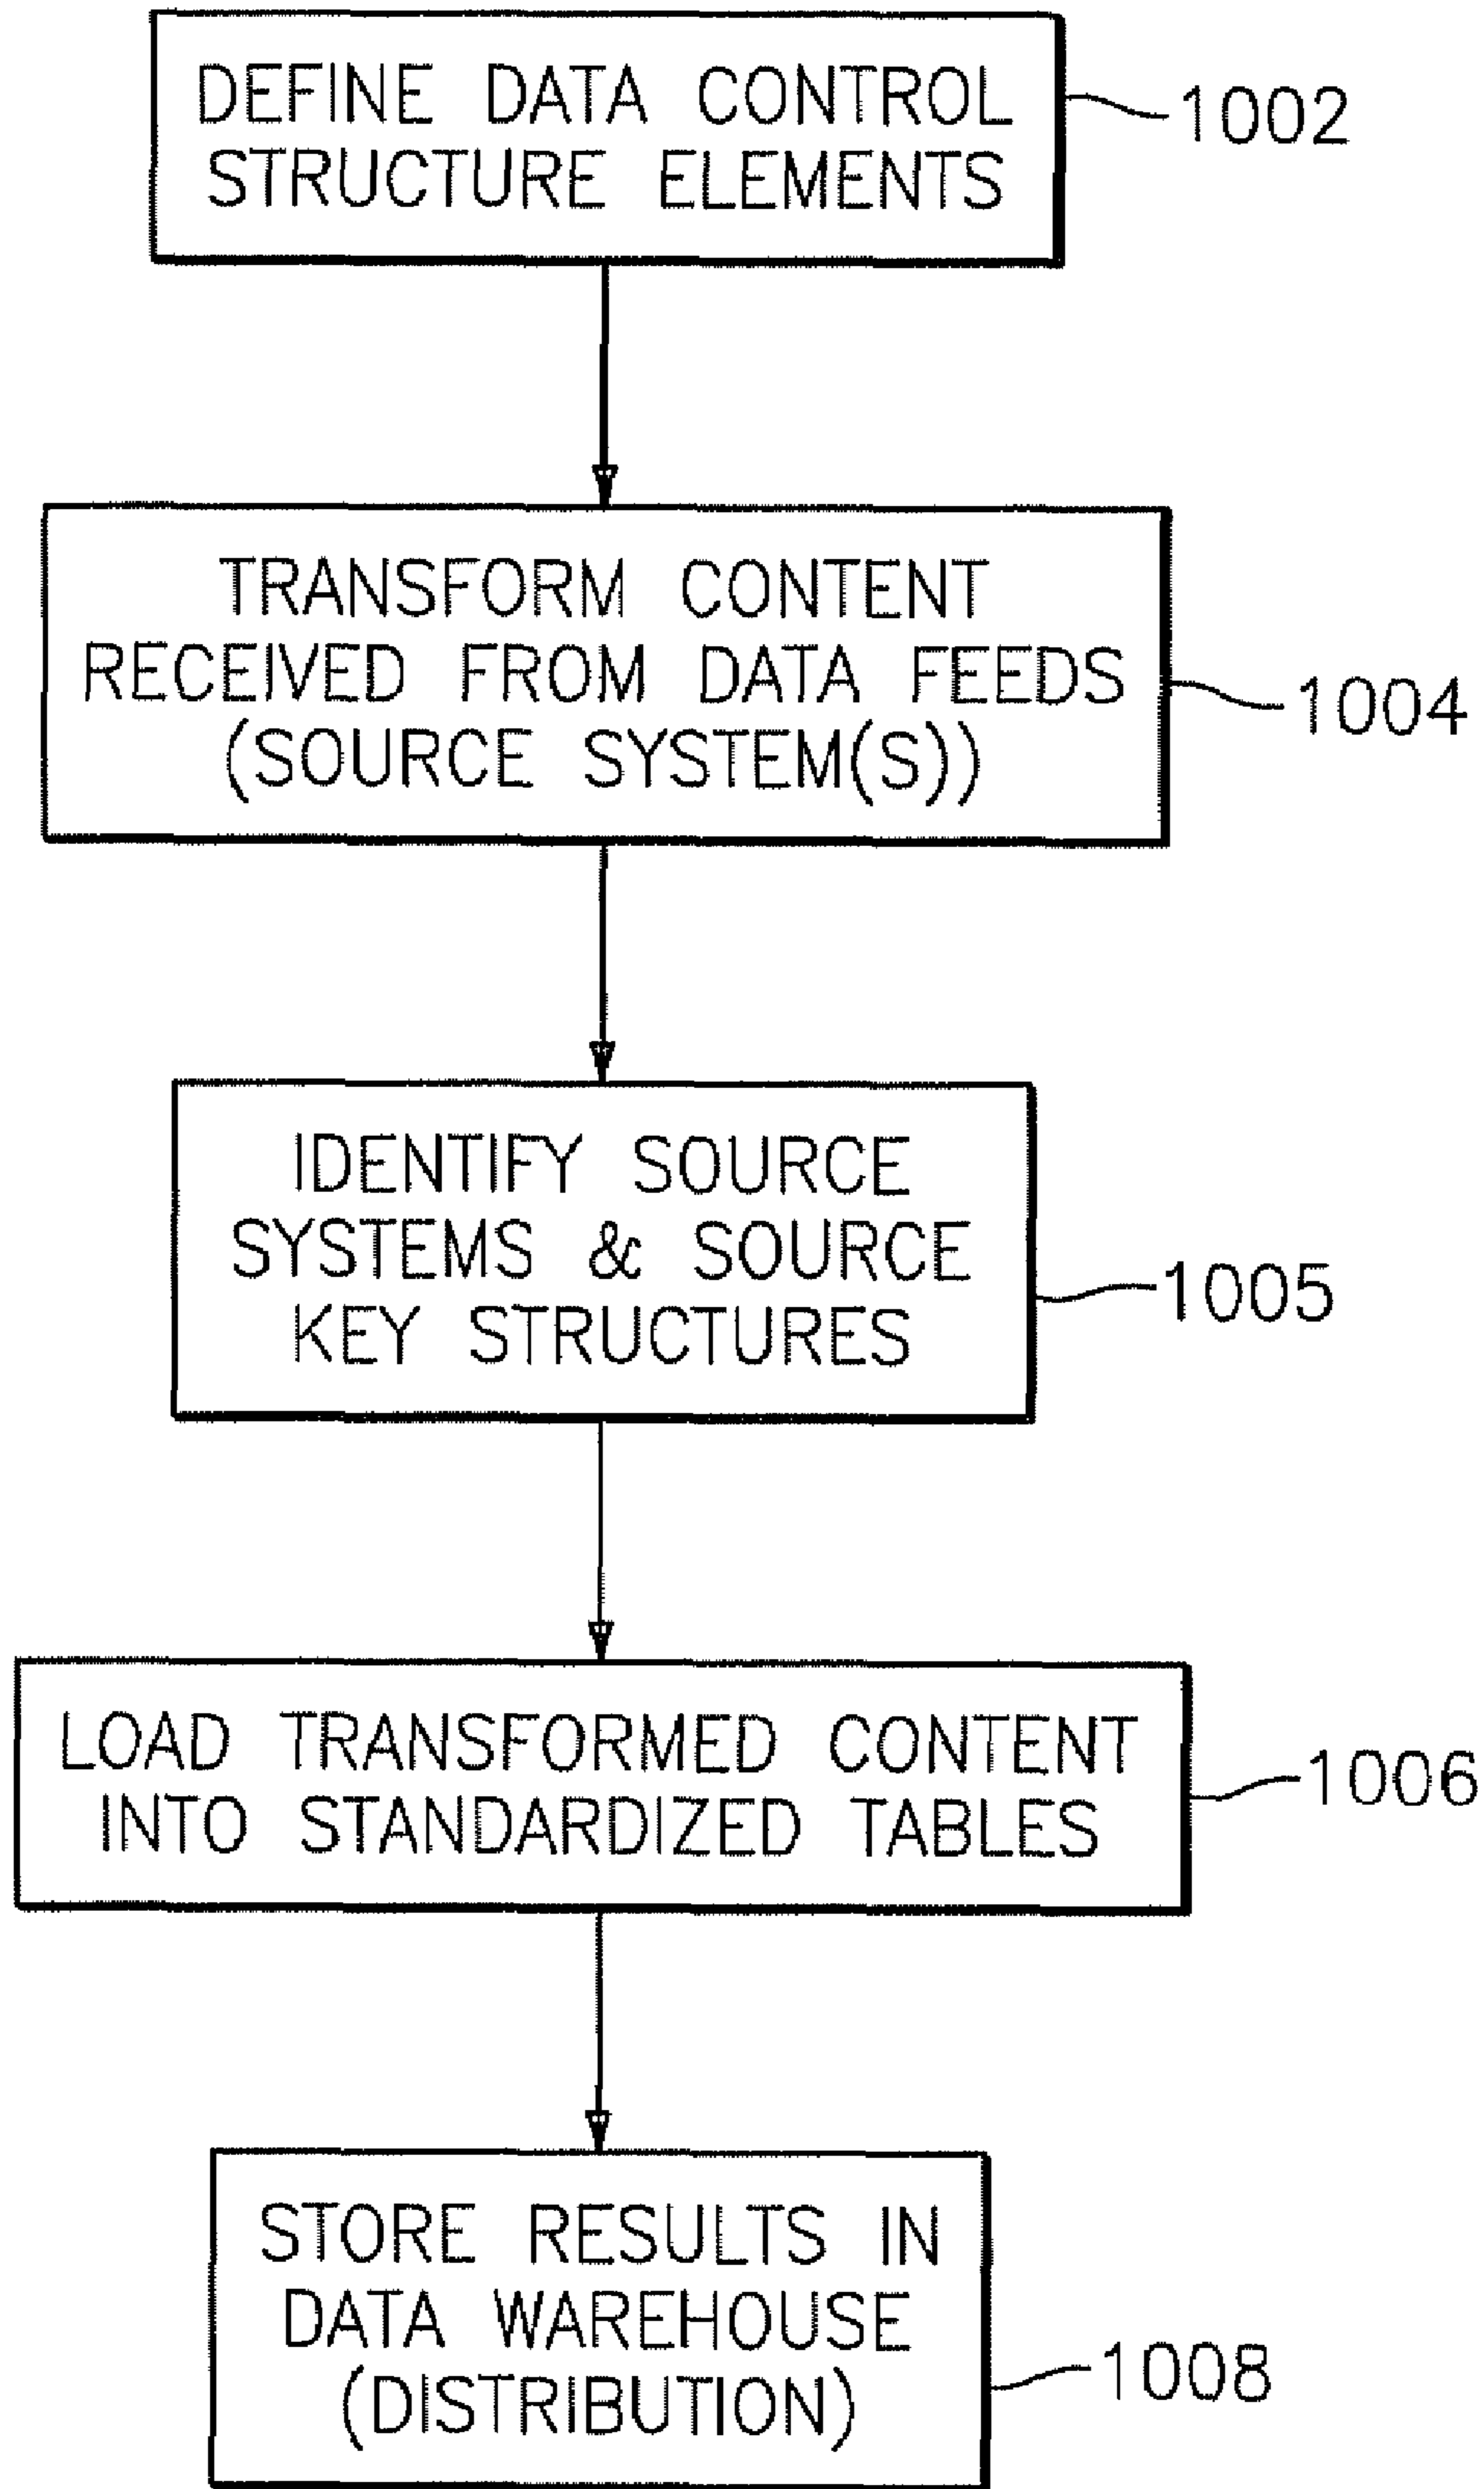 DEFINE DATA CONTROL
STRUCTURE ELEMENTS
1002
TRANSFORM CONTENT
RECEIVED FROM DATA FEEDS
(SOURCE SYSTEM(S))
1004
IDENTIFY SOURCE
SYSTEMS & SOURCE
KEY STRUCTURES
1005
LOAD TRANSFORMED CONTENT
INTO STANDARDIZED TABLES
1006
STORE RESULTS IN
DATA WAREHOUSE
(DISTRIBUTION)
1008